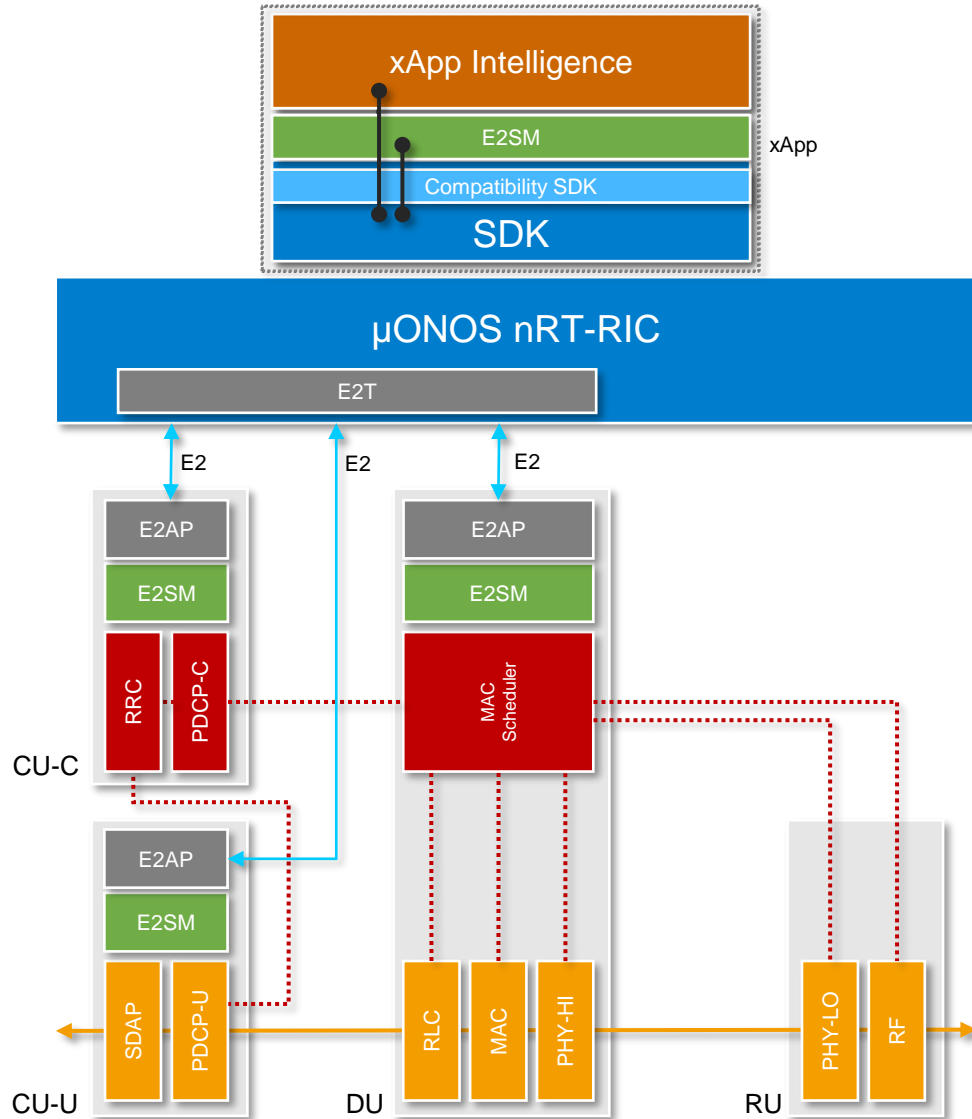 xApp Intelligence
E2SM
xApp
Compatibility SDK
SDK
µONOS nRT-RIC
E2T
E2
E2
E2
E2AP
E2AP
E2SM
E2SM
RRC
PDCP-C
MAC
Scheduler
CU-C
E2AP
E2SM
SDAP
PDCP-U
RLC
MAC
PHY-HI
PHY-LO
RF
CU-U
DU
RU